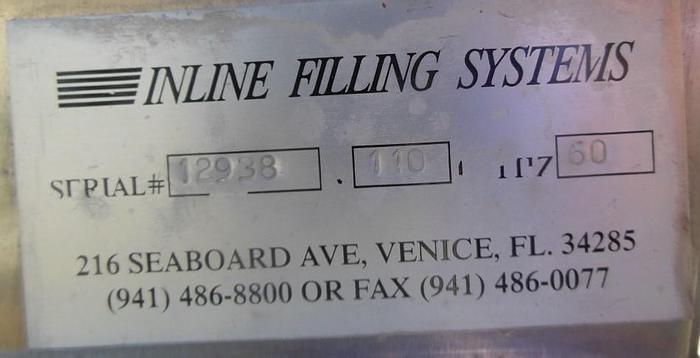 INLINE FILLING SYSTEMS
SERIAL# 12938 110 HZ 60
216 SEABOARD AVE, VENICE, FL. 34285
(941) 486-8800 OR FAX (941) 486-0077